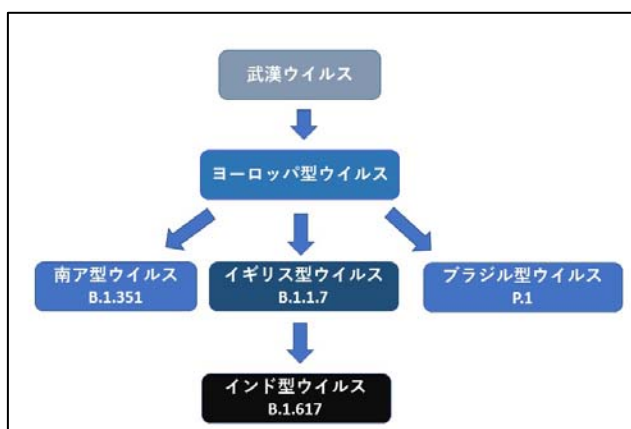 武漢ウイルス
ヨーロッパ型ウイルス
南ア型ウイルス
B.1.351
イギリス型ウイルス
B.1.1.7
ブラジル型ウイルス
P.1
インド型ウイルス
B.1.617